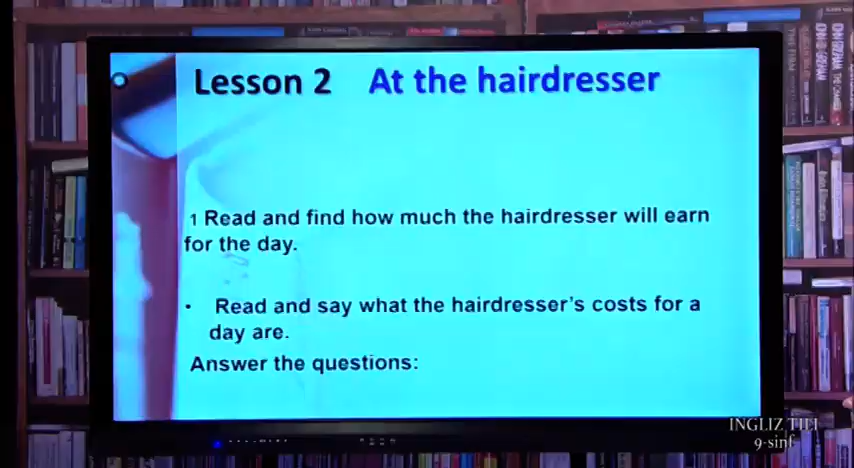 Lesson 2 At the hairdresser
1 Read and find how much the hairdresser will earn
for the day.
• Read and say what the hairdresser's costs for a
day are.
Answer the questions:
INGLIZ TILI
9-sinf